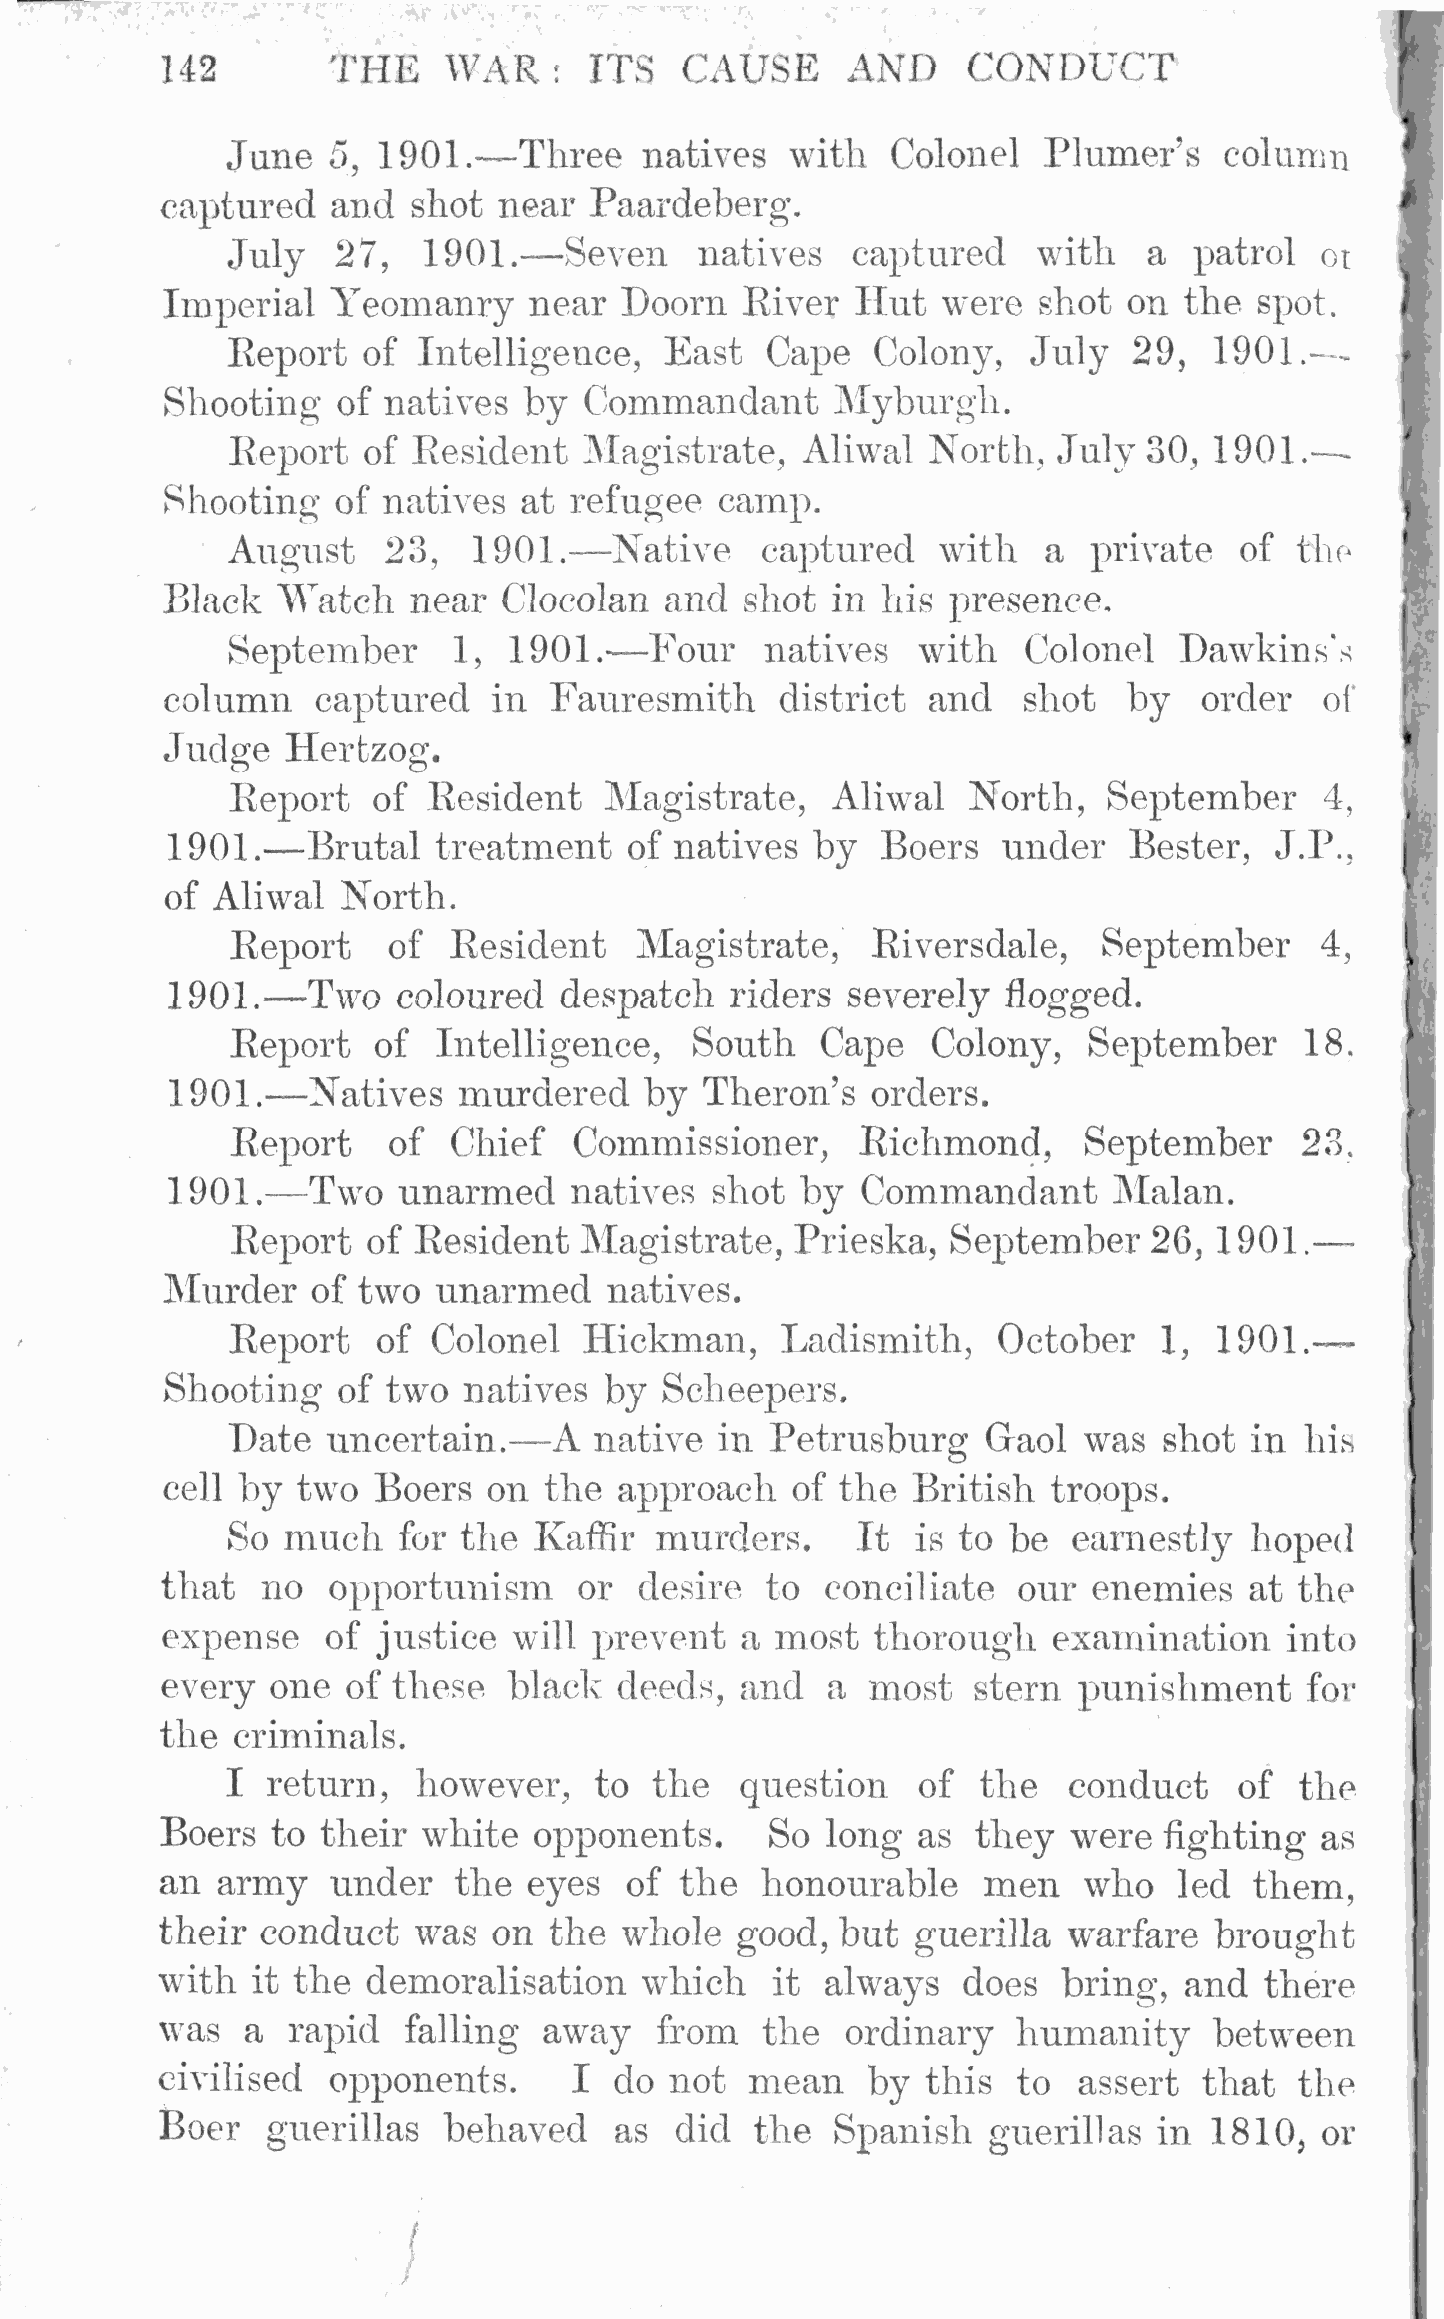 142 THE WAR : ITS CAUSE AND CONDUCT
June 5, 1901.—Three natives with Colonel Plumer's column
captured and shot near Paardeberg.
July 27, 1901.—Seven natives captured with a patrol of
Imperial Yeomanry near Doorn River Hut were shot on the spot.
Report of Intelligence, East Cape Colony, July 29, 1901.—
Shooting of natives by Commandant Myburgh.
Report of Resident Magistrate, Aliwal North, July 30, 1901.—
Shooting of natives at refugee camp.
August 23, 1901.—Native captured with a private of the
Black Watch near Clocolan and shot in his presence.
September 1, 1901.—Four natives with Colonel Dawkins's
column captured in Fauresmith district and shot by order of
Judge Hertzog.
Report of Resident Magistrate, Aliwal North, September 4,
1901.—Brutal treatment of natives by Boers under Bester, J.P.,
of Aliwal North.
Report of Resident Magistrate, Riversdale, September 4,
1901.—Two coloured despatch riders severely flogged.
Report of Intelligence, South Cape Colony, September 18.
1901.—Natives murdered by Theron's orders.
Report of Chief Commissioner, Richmond, September 23.
1901.—Two unarmed natives shot by Commandant Malan.
Report of Resident Magistrate, Prieska, September 26, 1901.—
Murder of two unarmed natives.
Report of Colonel Hickman, Ladismith, October 1, 1901.—
Shooting of two natives by Scheepers.
Date uncertain.—A native in Petrusburg Gaol was shot in his
cell by two Boers on the approach of the British troops.
So much for the Kaffir murders. It is to be earnestly hoped
that no opportunism or desire to conciliate our enemies at the
expense of justice will prevent a most thorough examination into
every one of these black deeds, and a most stern punishment for
the criminals.
I return, however, to the question of the conduct of the
Boers to their white opponents. So long as they were fighting as
an army under the eyes of the honourable men who led them,
their conduct was on the whole good, but guerilla warfare brought
with it the demoralisation which it always does bring, and there
was a rapid falling away from the ordinary humanity between
civilised opponents. I do not mean by this to assert that the
Boer guerillas behaved as did the Spanish guerillas in 1810, or